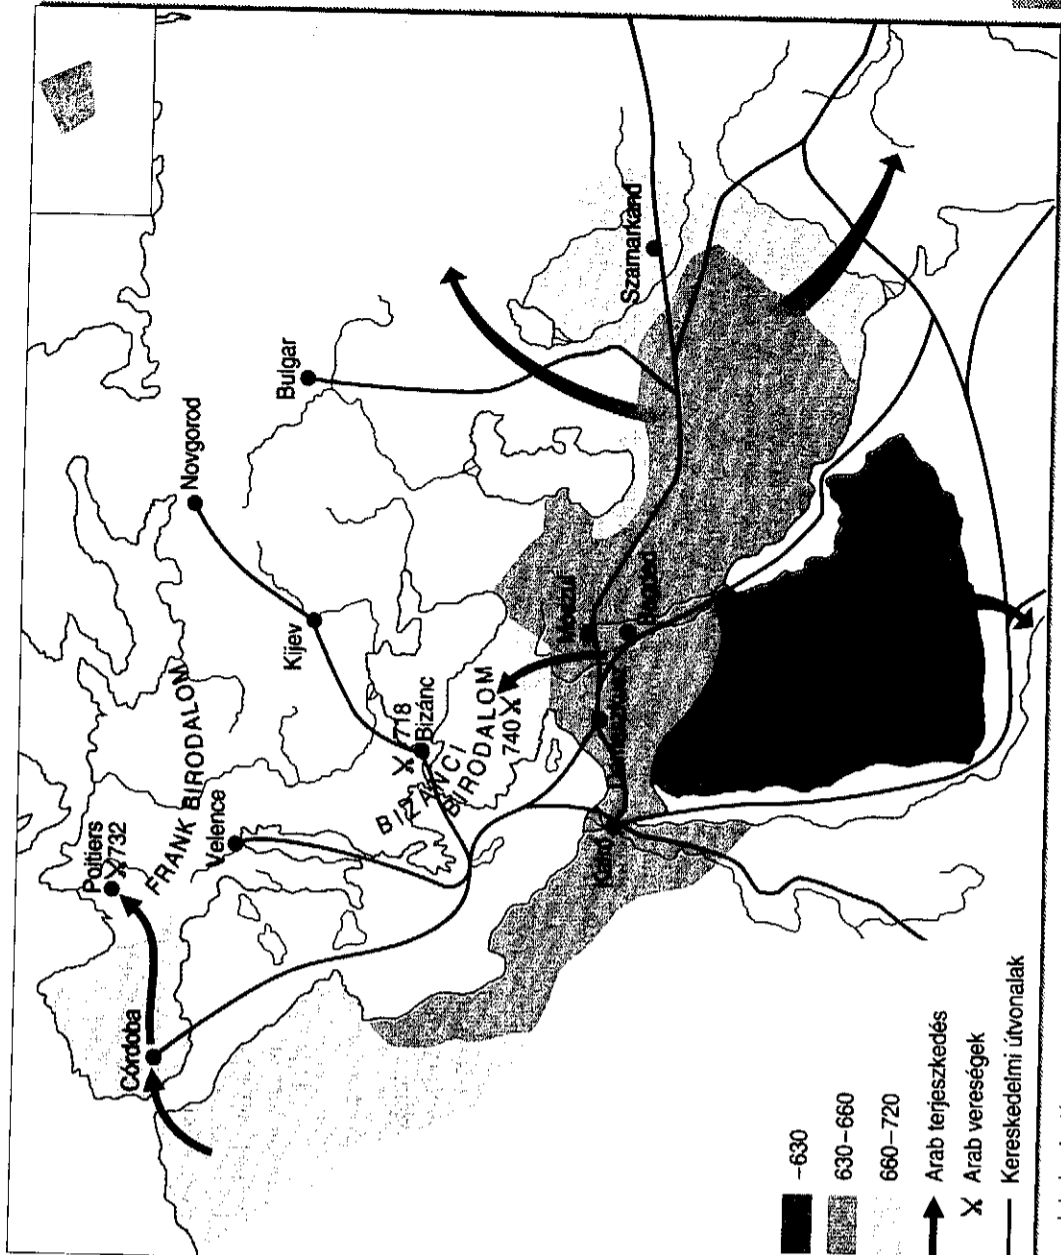 Poitiers
732
FRANK BIRODALOM
Velence
Córdoba
Novgorod
Kijev
Bulgar
718
Bizánc
BIZÁNCI
BIRODALOM
740
Szamarkand
Moszul
Kairó
–630
630–660
660–720
Arab terjeszkedés
Arab vereségek
Kereskedelmi útvonalak